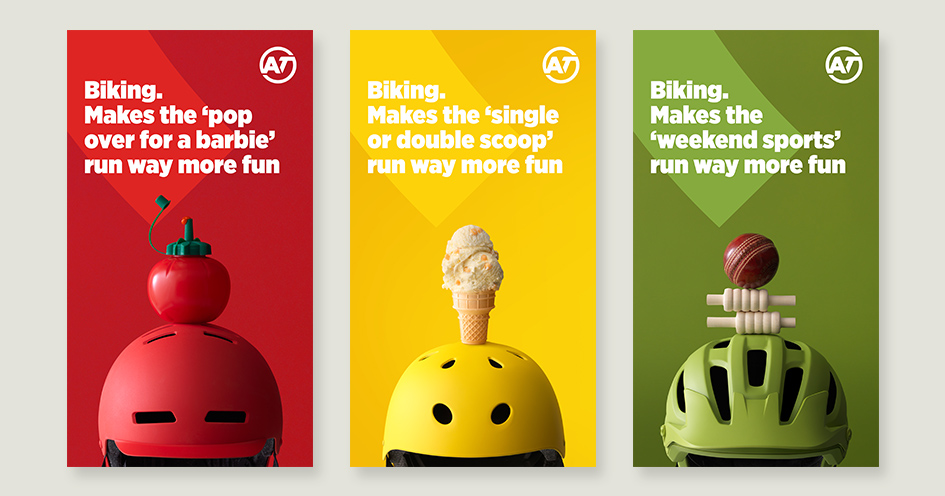 AT
Biking.
Makes the ‘pop
over for a barbie’
run way more fun
AT
Biking.
Makes the ‘single
or double scoop’
run way more fun
AT
Biking.
Makes the
‘weekend sports’
run way more fun